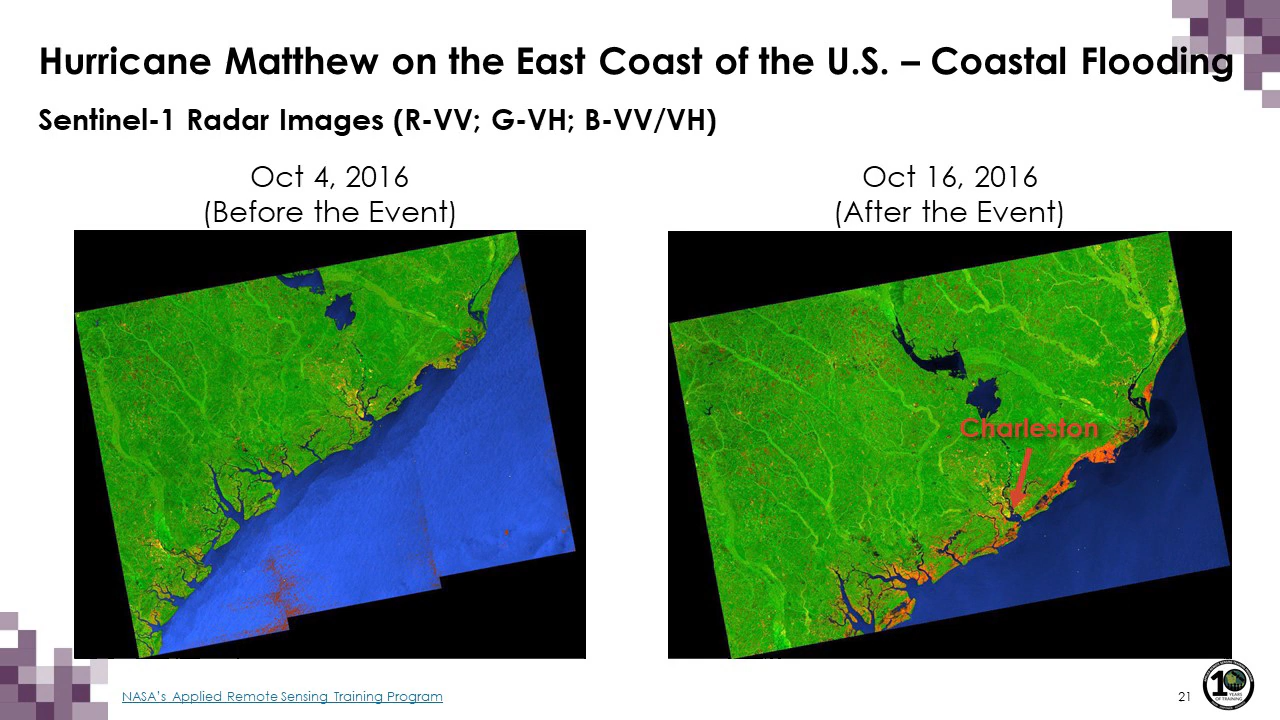 Hurricane Matthew on the East Coast of the U.S. – Coastal Flooding
Sentinel-1 Radar Images (R-VV; G-VH; B-VV/VH)
Oct 4, 2016
(Before the Event)
Oct 16, 2016
(After the Event)
Charleston
NASA's Applied Remote Sensing Training Program
21
10
YEARS
OF TRAINING